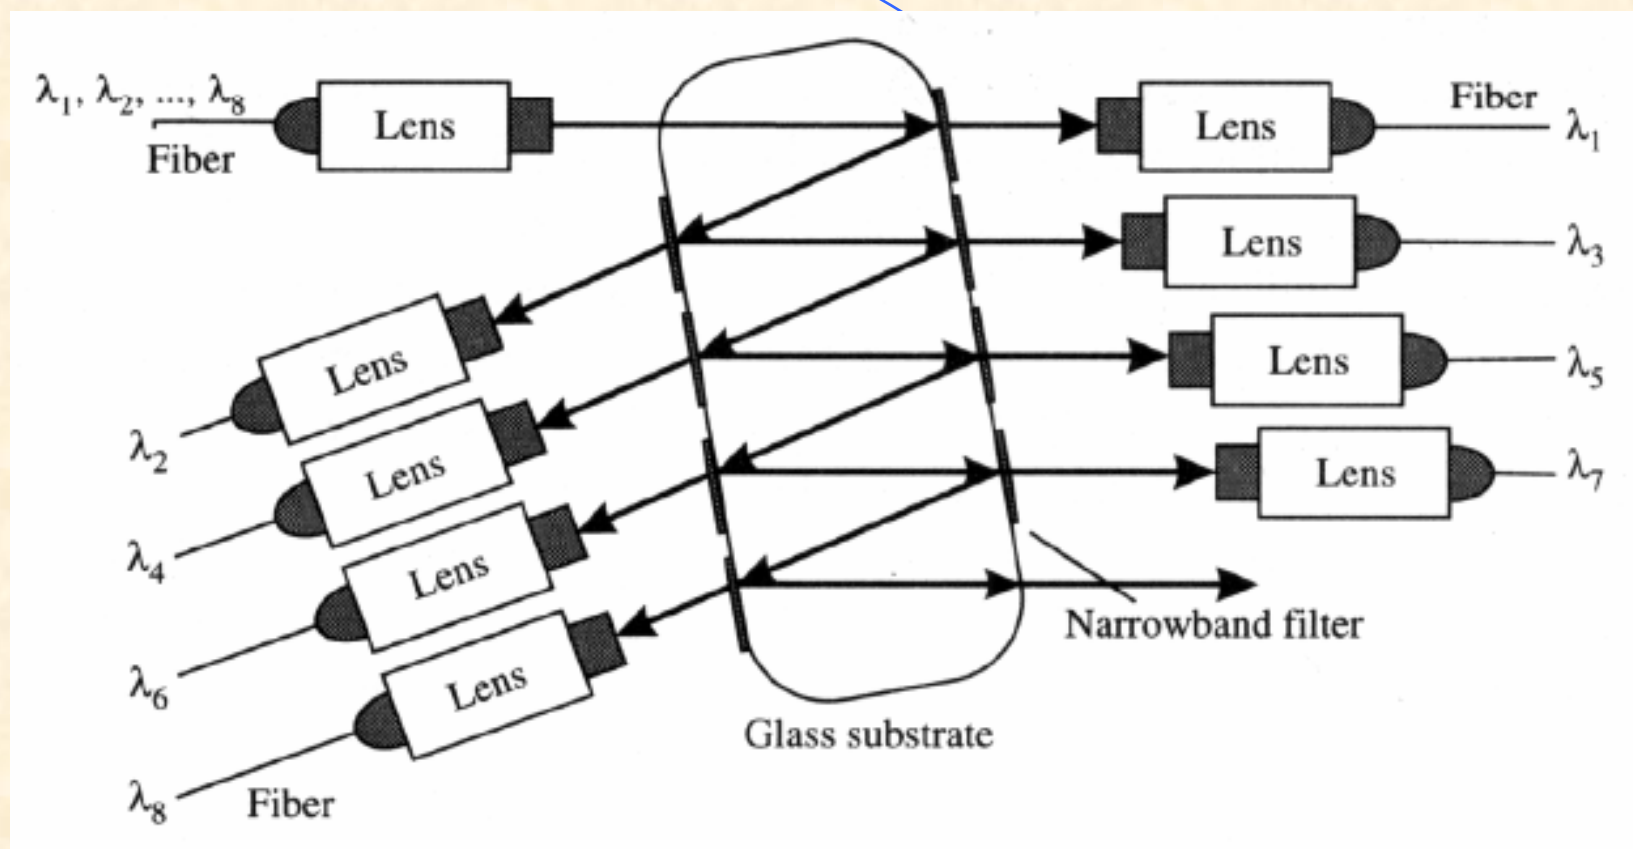 λ₁, λ₂, ..., λ₈
Fiber
Lens
Lens
Fiber
λ₁
Lens
λ₃
Lens
λ₅
Lens
λ₇
Lens
λ₂
Lens
λ₄
Lens
λ₆
Lens
λ₈
Fiber
Narrowband filter
Glass substrate